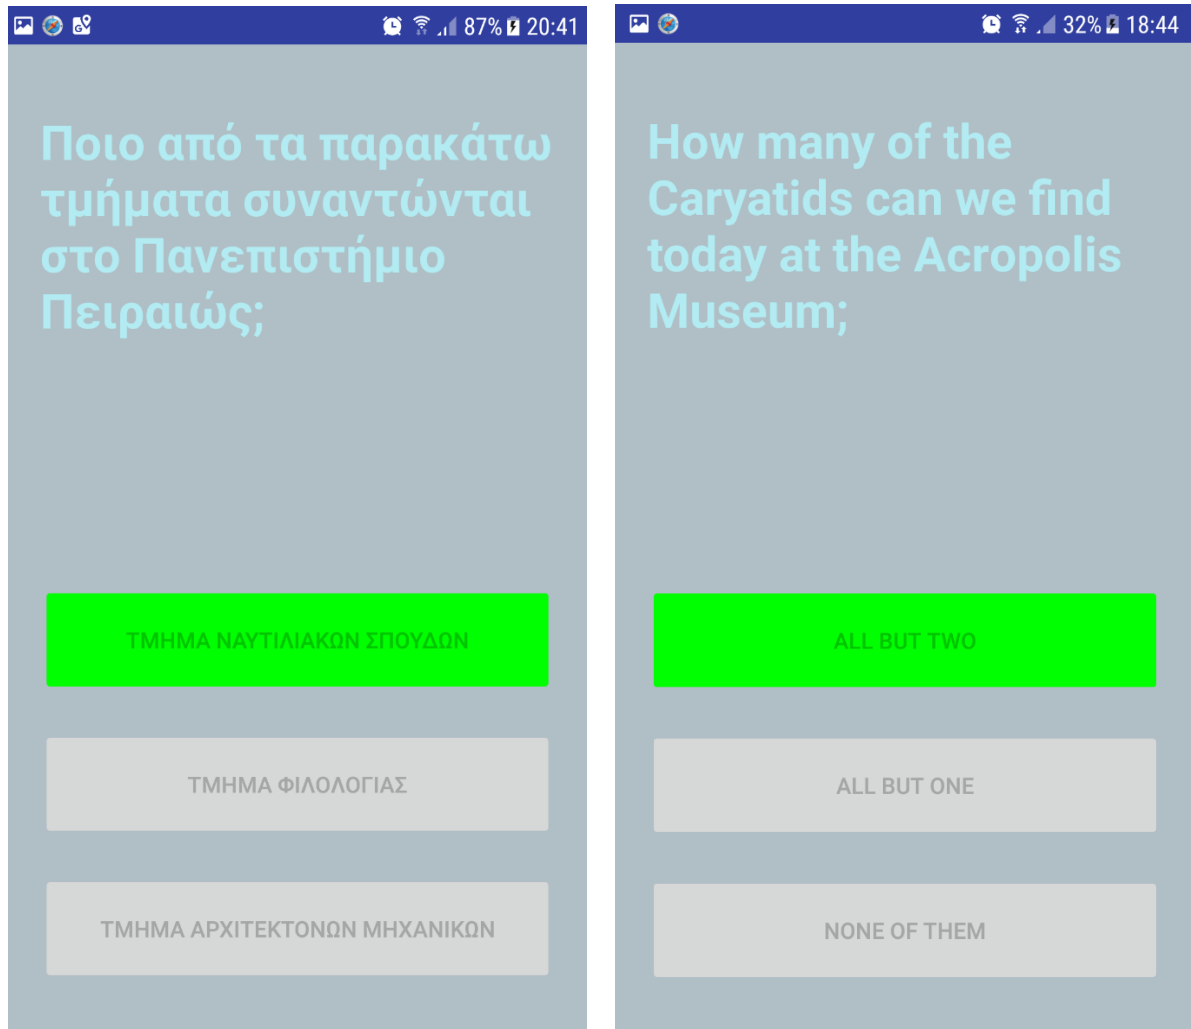 87% 20:41
Ποιο από τα παρακάτω
τμήματα συναντώνται
στο Πανεπιστήμιο
Πειραιώς;
ΤΜΗΜΑ ΝΑΥΤΙΛΙΑΚΩΝ ΣΠΟΥΔΩΝ
ΤΜΗΜΑ ΦΙΛΟΛΟΓΙΑΣ
ΤΜΗΜΑ ΑΡΧΙΤΕΚΤΟΝΩΝ ΜΗΧΑΝΙΚΩΝ
32% 18:44
How many of the
Caryatids can we find
today at the Acropolis
Museum;
ALL BUT TWO
ALL BUT ONE
NONE OF THEM